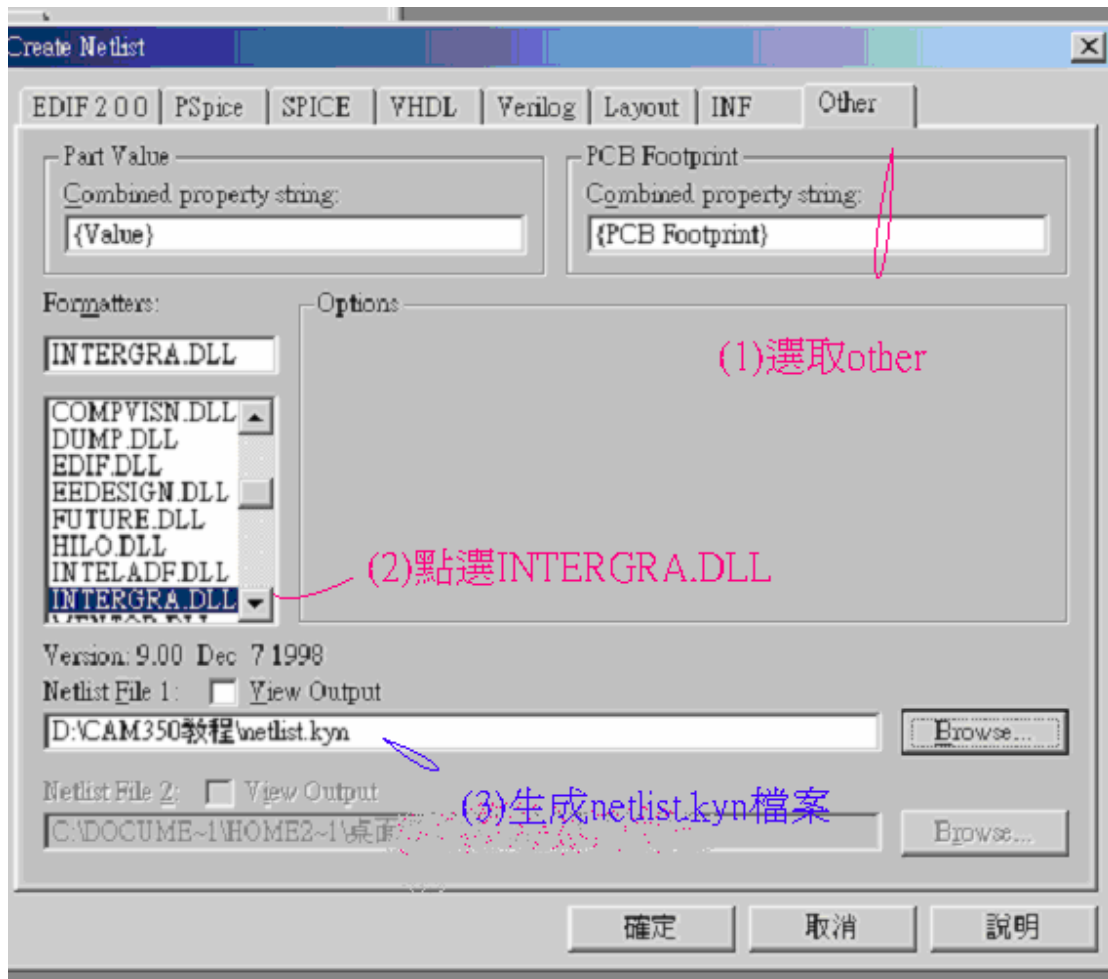 Create Netlist
EDIF 2 0 0 PSpice SPICE VHDL Verilog Layout INF Other
Part Value PCB Footprint
Combined property string: Combined property string:
{Value} {PCB Footprint}
Formatters: Options
INTERGRA.DLL
(1)選取other
COMPVISN.DLL
DUMP.DLL
EDIF.DLL
EEDESIGN.DLL
FUTURE.DLL
HILO.DLL
INTELADF.DLL
(2)點選INTERGRA.DLL
INTERGRA.DLL
Version: 9.00 Dec 7 1998
Netlist File 1: View Output
D:\CAM350教程\netlist.kyn Browse...
Netlist File 2: View Output
(3)生成netlist.kyn檔案
C:\DOCUME~1\HOME2~1\桌面 Browse...
確定 取消 說明